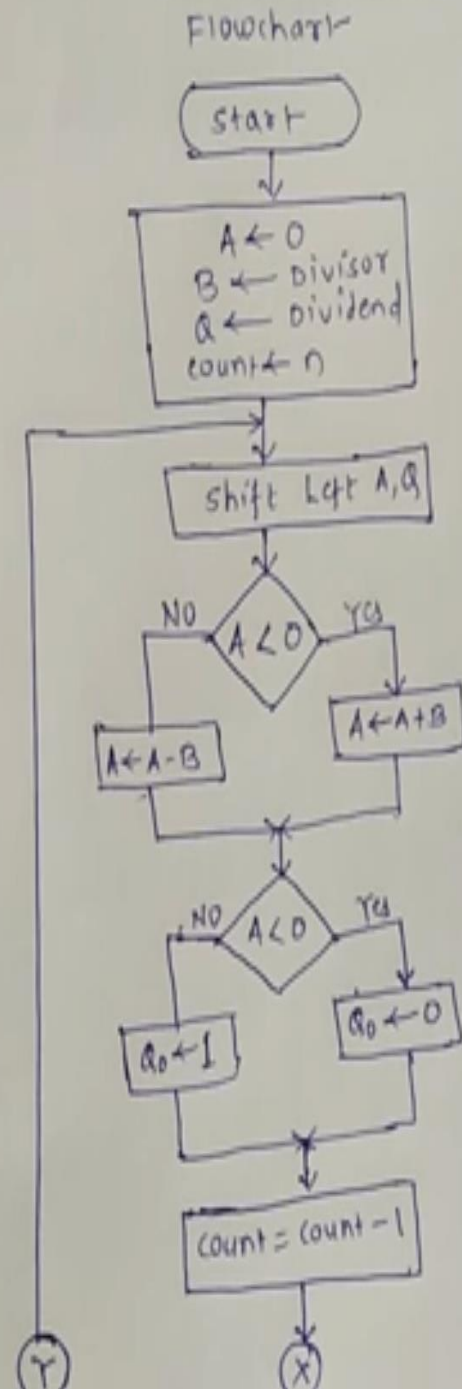 Flowchart
Start
A ← 0
B ← Divisor
Q ← Dividend
count ← n
Shift Left A, Q
A < 0
NO
Yes
A ← A - B
A ← A + B
A < 0
NO
Yes
Q₀ ← 1
Q₀ ← 0
Count = Count - 1
Y
X